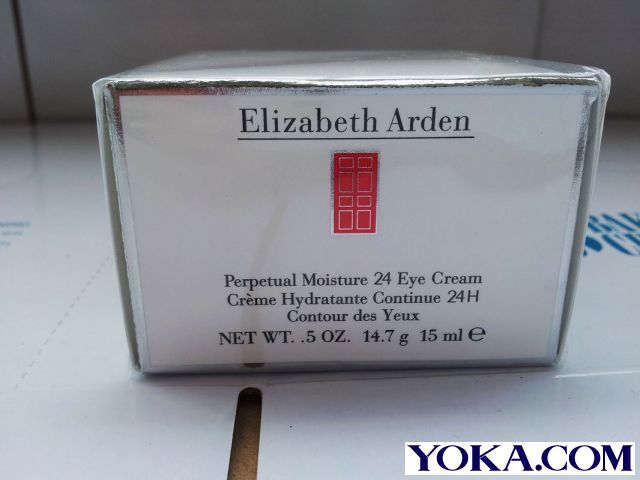 Elizabeth Arden
Perpetual Moisture 24 Eye Cream
Crème Hydratante Continue 24H
Contour des Yeux
NET WT. .5 OZ. 14.7 g 15 ml ℮
YOKA.COM